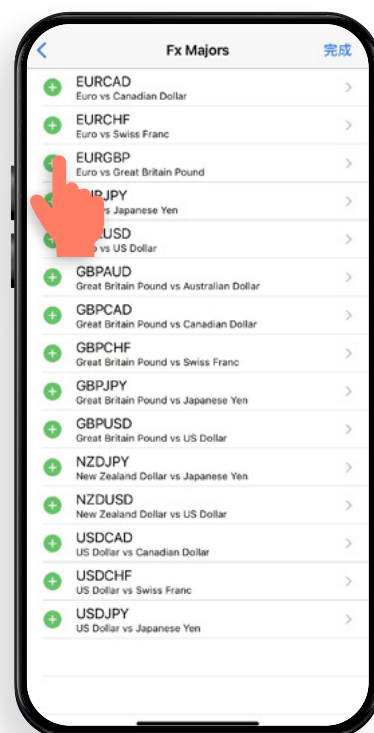 Fx Majors
完成
EURCAD
Euro vs Canadian Dollar
EURCHF
Euro vs Swiss Franc
EURGBP
Euro vs Great Britain Pound
JPY
vs Japanese Yen
USD
vs US Dollar
GBPAUD
Great Britain Pound vs Australian Dollar
GBPCAD
Great Britain Pound vs Canadian Dollar
GBPCHF
Great Britain Pound vs Swiss Franc
GBPJPY
Great Britain Pound vs Japanese Yen
GBPUSD
Great Britain Pound vs US Dollar
NZDJPY
New Zealand Dollar vs Japanese Yen
NZDUSD
New Zealand Dollar vs US Dollar
USDCAD
US Dollar vs Canadian Dollar
USDCHF
US Dollar vs Swiss Franc
USDJPY
US Dollar vs Japanese Yen